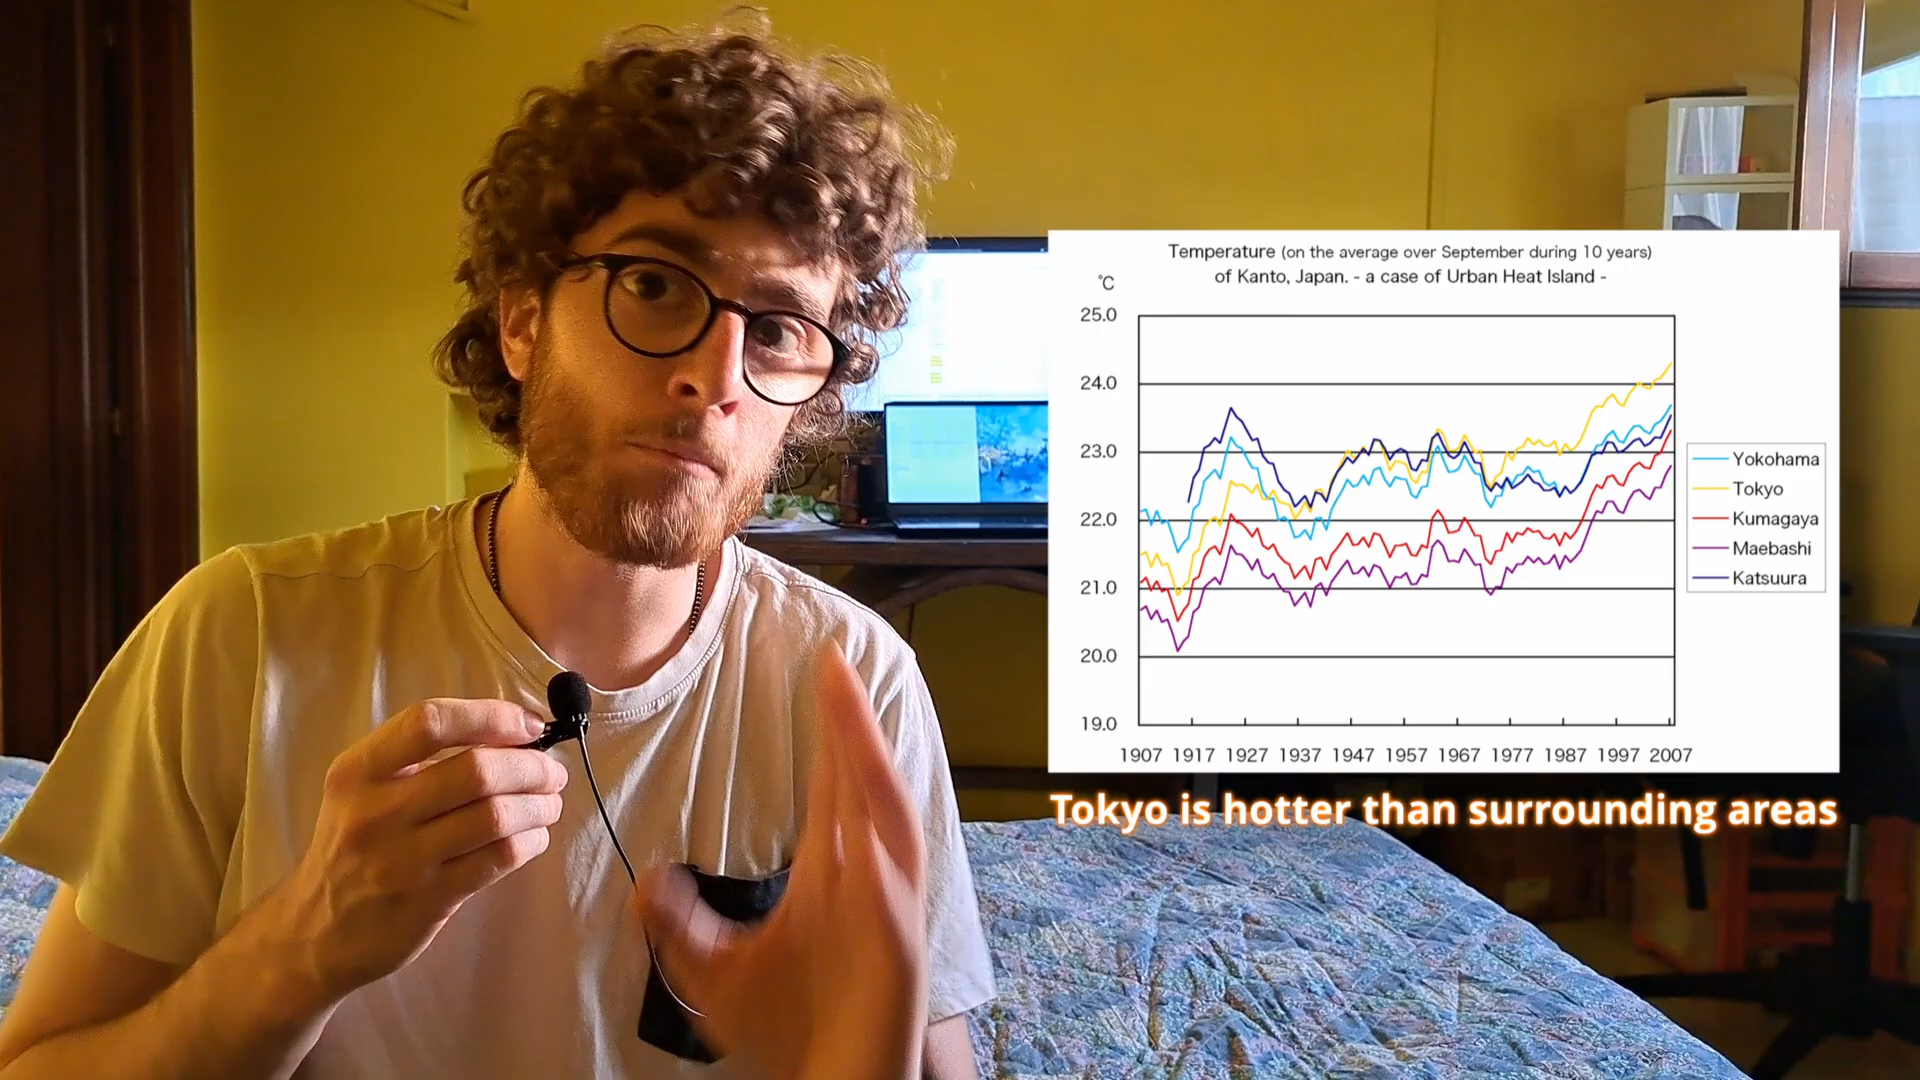 Temperature (on the average over September during 10 years)
of Kanto, Japan. - a case of Urban Heat Island -
°C
25.0
24.0
23.0
22.0
21.0
20.0
19.0
1907 1917 1927 1937 1947 1957 1967 1977 1987 1997 2007
Yokohama
Tokyo
Kumagaya
Maebashi
Katsuura
Tokyo is hotter than surrounding areas